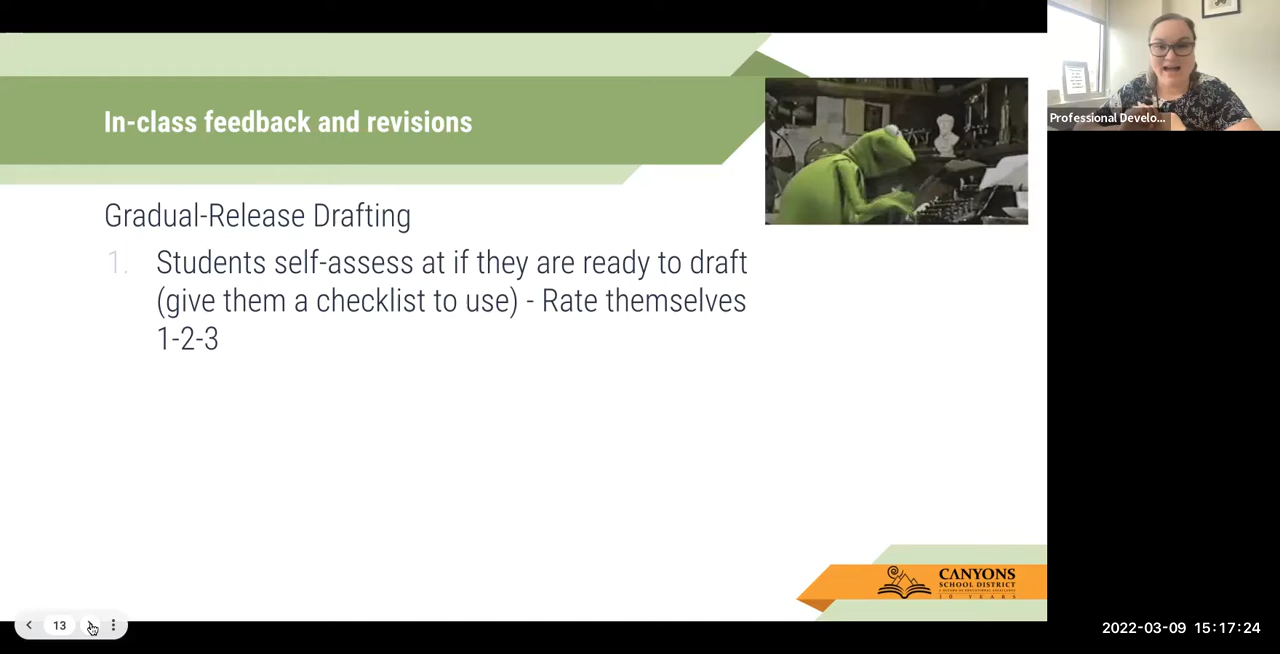 In-class feedback and revisions
Gradual-Release Drafting
1. Students self-assess at if they are ready to draft
(give them a checklist to use) - Rate themselves
1-2-3
Professional Develo...
CANYONS
SCHOOL DISTRICT
10 YEARS
13
2022-03-09 15:17:24